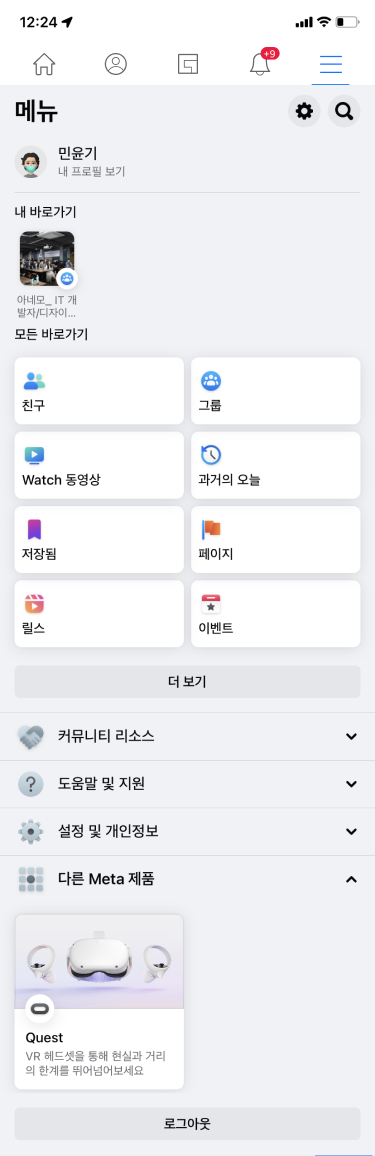 12:24
+9
메뉴
민윤기
내 프로필 보기
내 바로가기
아네모_ IT 개
발자/디자이...
모든 바로가기
친구
그룹
Watch 동영상
과거의 오늘
저장됨
페이지
릴스
이벤트
더 보기
커뮤니티 리소스
도움말 및 지원
설정 및 개인정보
다른 Meta 제품
Quest
VR 헤드셋을 통해 현실과 거리
의 한계를 뛰어넘어보세요
로그아웃